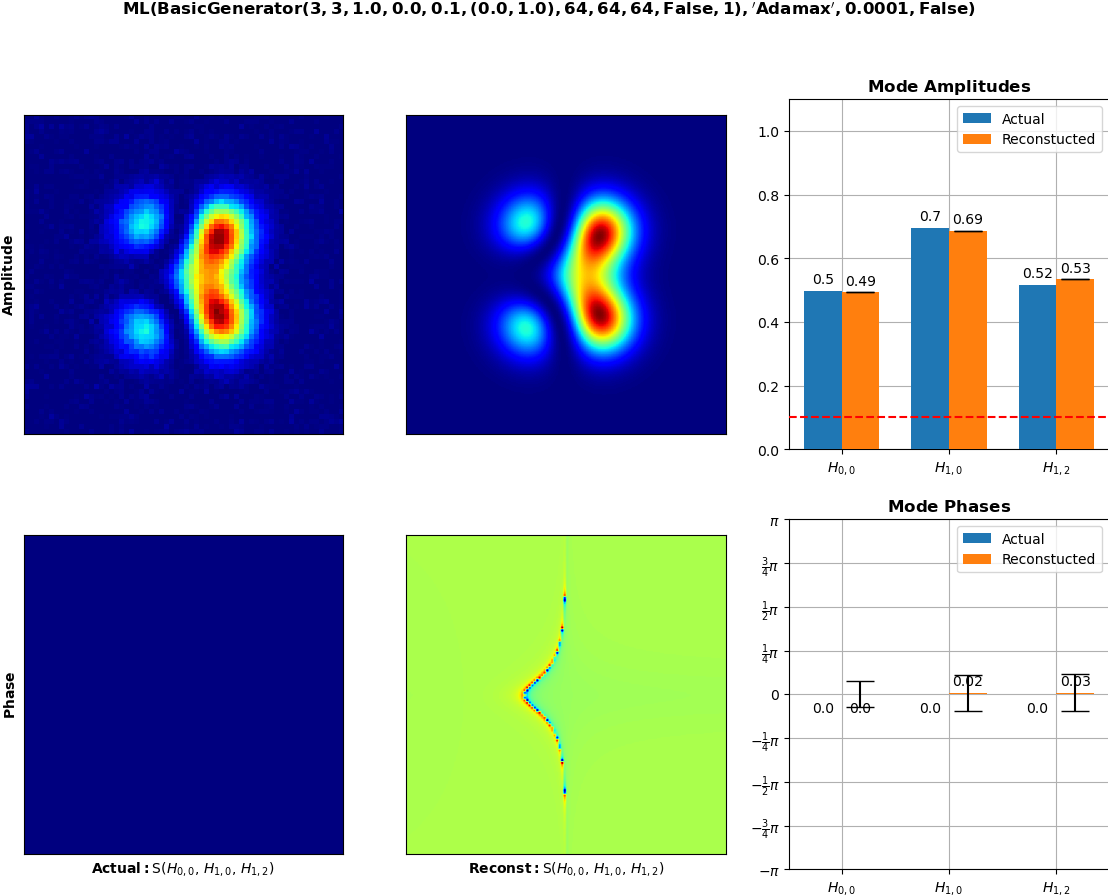 ML(BasicGenerator(3, 3, 1.0, 0.0, 0.1, (0.0, 1.0), 64, 64, 64, False, 1), ′Adamax′, 0.0001, False)
Amplitude
Mode Amplitudes
Actual
Reconstucted
1.0
0.8
0.6
0.4
0.2
0.0
0.5
0.49
0.7
0.69
0.52
0.53
H0,0
H1,0
H1,2
Phase
Actual: S(H0,0, H1,0, H1,2)
Reconst: S(H0,0, H1,0, H1,2)
Mode Phases
Actual
Reconstucted
π
3/4π
1/2π
1/4π
0
−1/4π
−1/2π
−3/4π
−π
0.0
0.0
0.0
0.02
0.0
0.03
H0,0
H1,0
H1,2